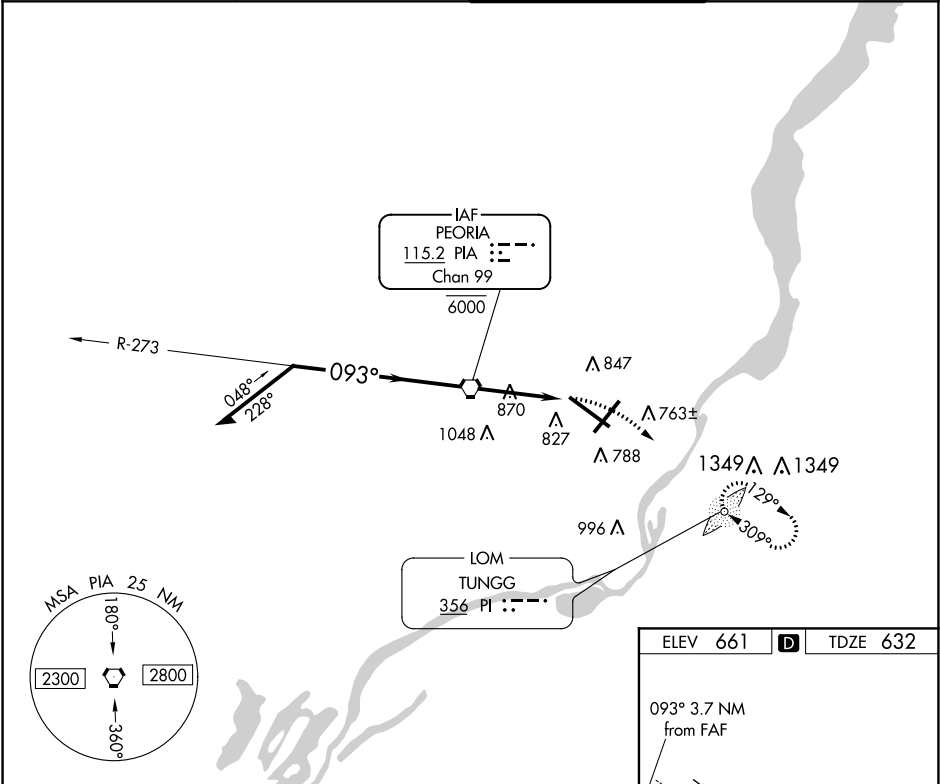 IAF
PEORIA
115.2 PIA
Chan 99
6000
R-273
093°
048°
228°
847
870
763±
1048
827
788
1349 1349
129°
309°
996
LOM
TUNGG
356 PI
MSA PIA 25 NM
180°
2300
2800
360°
ELEV 661 D TDZE 632
093° 3.7 NM
from FAF